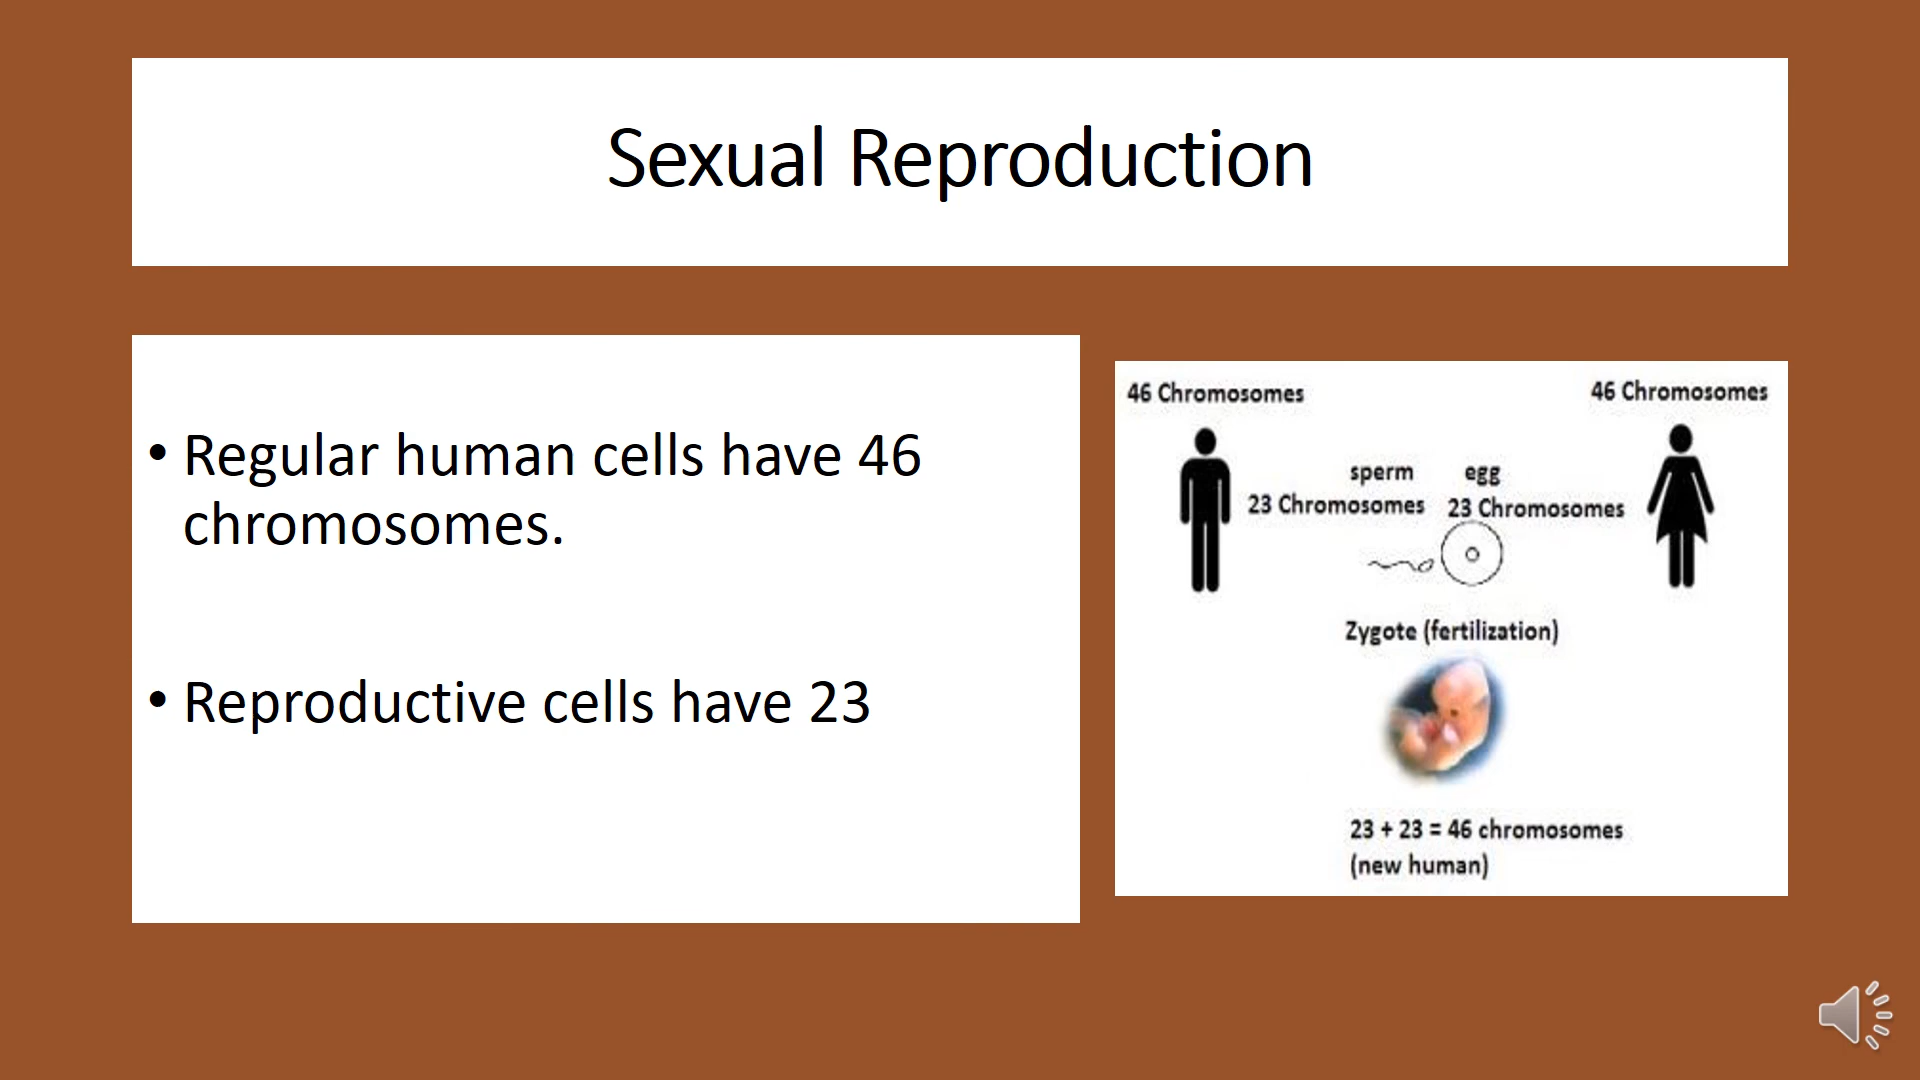 Sexual Reproduction
• Regular human cells have 46
chromosomes.
• Reproductive cells have 23
46 Chromosomes
46 Chromosomes
sperm
egg
23 Chromosomes
23 Chromosomes
Zygote (fertilization)
23 + 23 = 46 chromosomes
(new human)